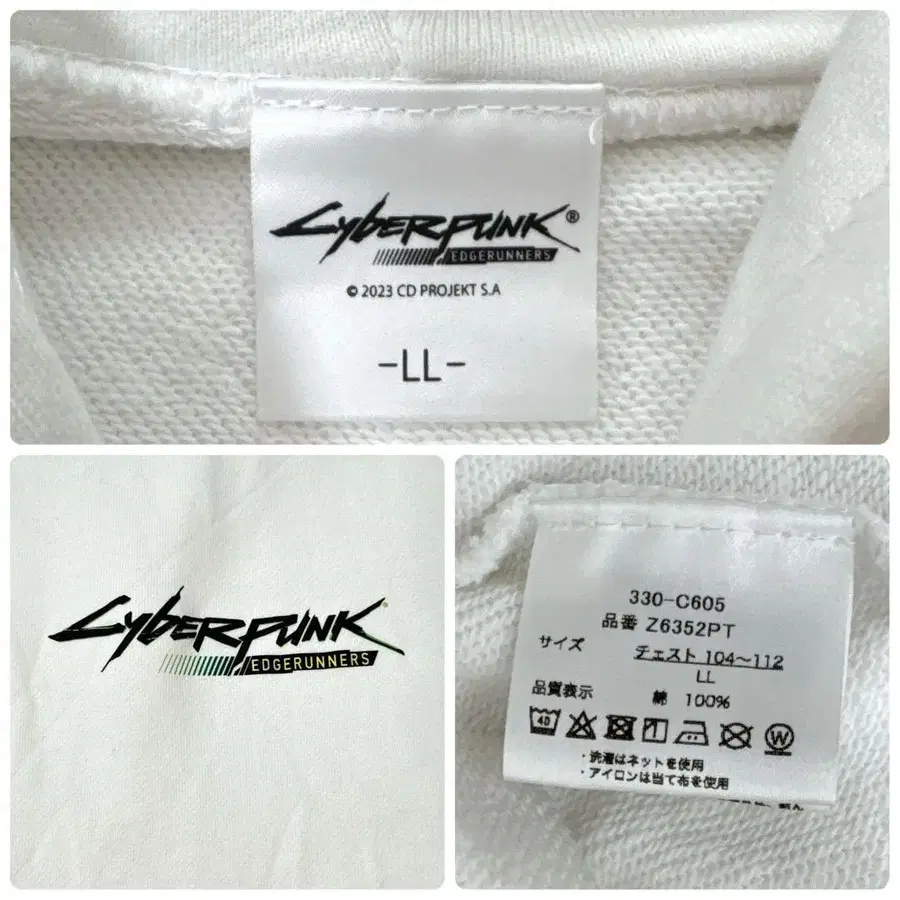 CYBERPUNK®
EDGERUNNERS
© 2023 CD PROJEKT S.A
-LL-
CYBERPUNK
EDGERUNNERS
330-C605
品番 Z6352PT
サイズ チェスト 104～112
LL
品質表示 綿 100%
40 W
・洗濯はネットを使用
・アイロンは当て布を使用